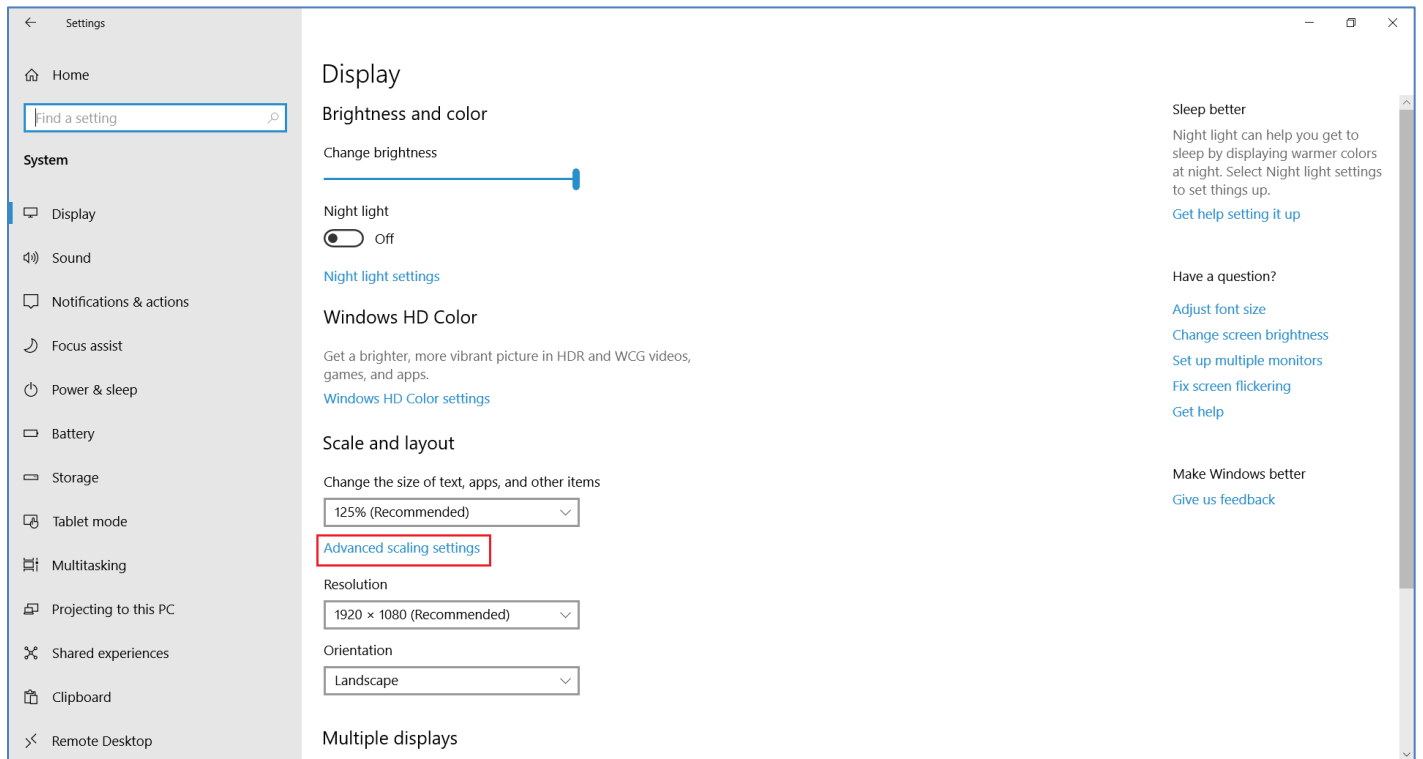 Settings
Home
Find a setting
System
Display
Sound
Notifications & actions
Focus assist
Power & sleep
Battery
Storage
Tablet mode
Multitasking
Projecting to this PC
Shared experiences
Clipboard
Remote Desktop
Display
Brightness and color
Change brightness
Night light
Off
Night light settings
Windows HD Color
Get a brighter, more vibrant picture in HDR and WCG videos,
games, and apps.
Windows HD Color settings
Scale and layout
Change the size of text, apps, and other items
125% (Recommended)
Advanced scaling settings
Resolution
1920 × 1080 (Recommended)
Orientation
Landscape
Multiple displays
Sleep better
Night light can help you get to
sleep by displaying warmer colors
at night. Select Night light settings
to set things up.
Get help setting it up
Have a question?
Adjust font size
Change screen brightness
Set up multiple monitors
Fix screen flickering
Get help
Make Windows better
Give us feedback